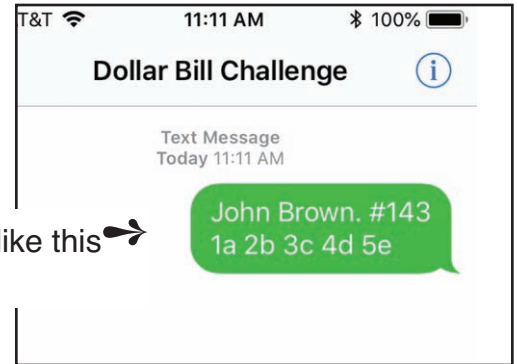 T&T 11:11 AM 100%
Dollar Bill Challenge i
Text Message
Today 11:11 AM
John Brown. #143
like this
1a 2b 3c 4d 5e